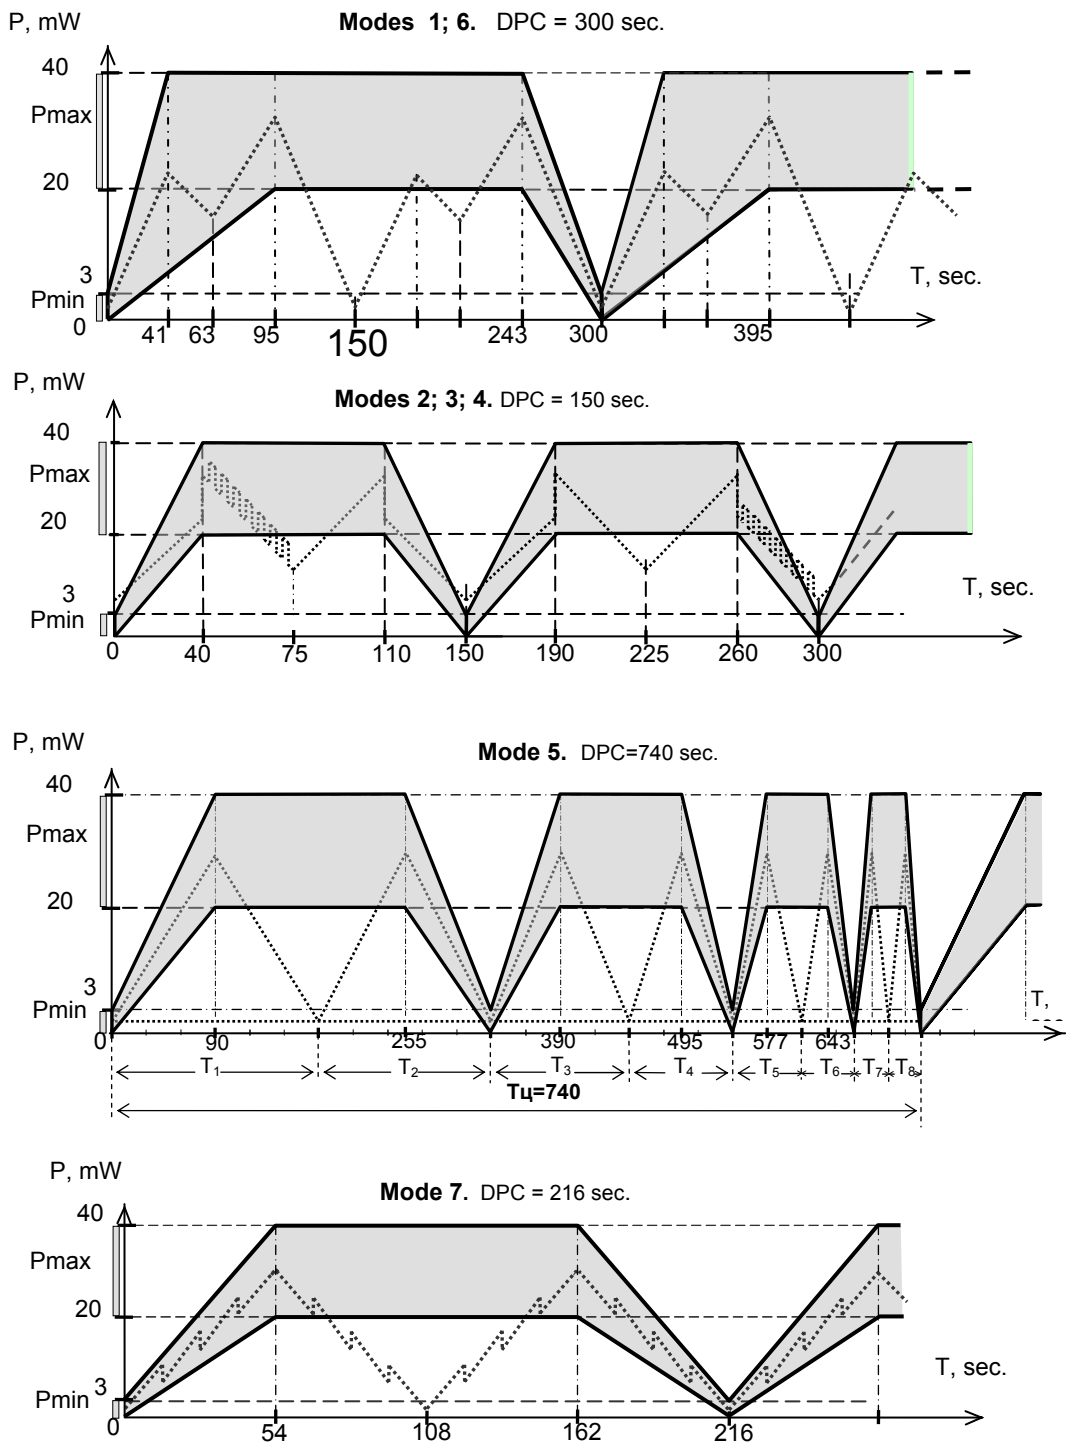 P, mW
Modes 1; 6. DPC = 300 sec.
40
Pmax
20
3
T, sec.
Pmin
0
41 63 95 150 243 300 395
P, mW
Modes 2; 3; 4. DPC = 150 sec.
40
Pmax
20
3
T, sec.
Pmin
0 40 75 110 150 190 225 260 300
P, mW
Mode 5. DPC=740 sec.
40
Pmax
20
3
T,
Pmin
0 90 255 390 495 577 643
T₁ T₂ T₃ T₄ T₅ T₆ T₇ T₈
Tц=740
P, mW
Mode 7. DPC = 216 sec.
40
Pmax
20
T, sec.
3
Pmin
0 54 108 162 216